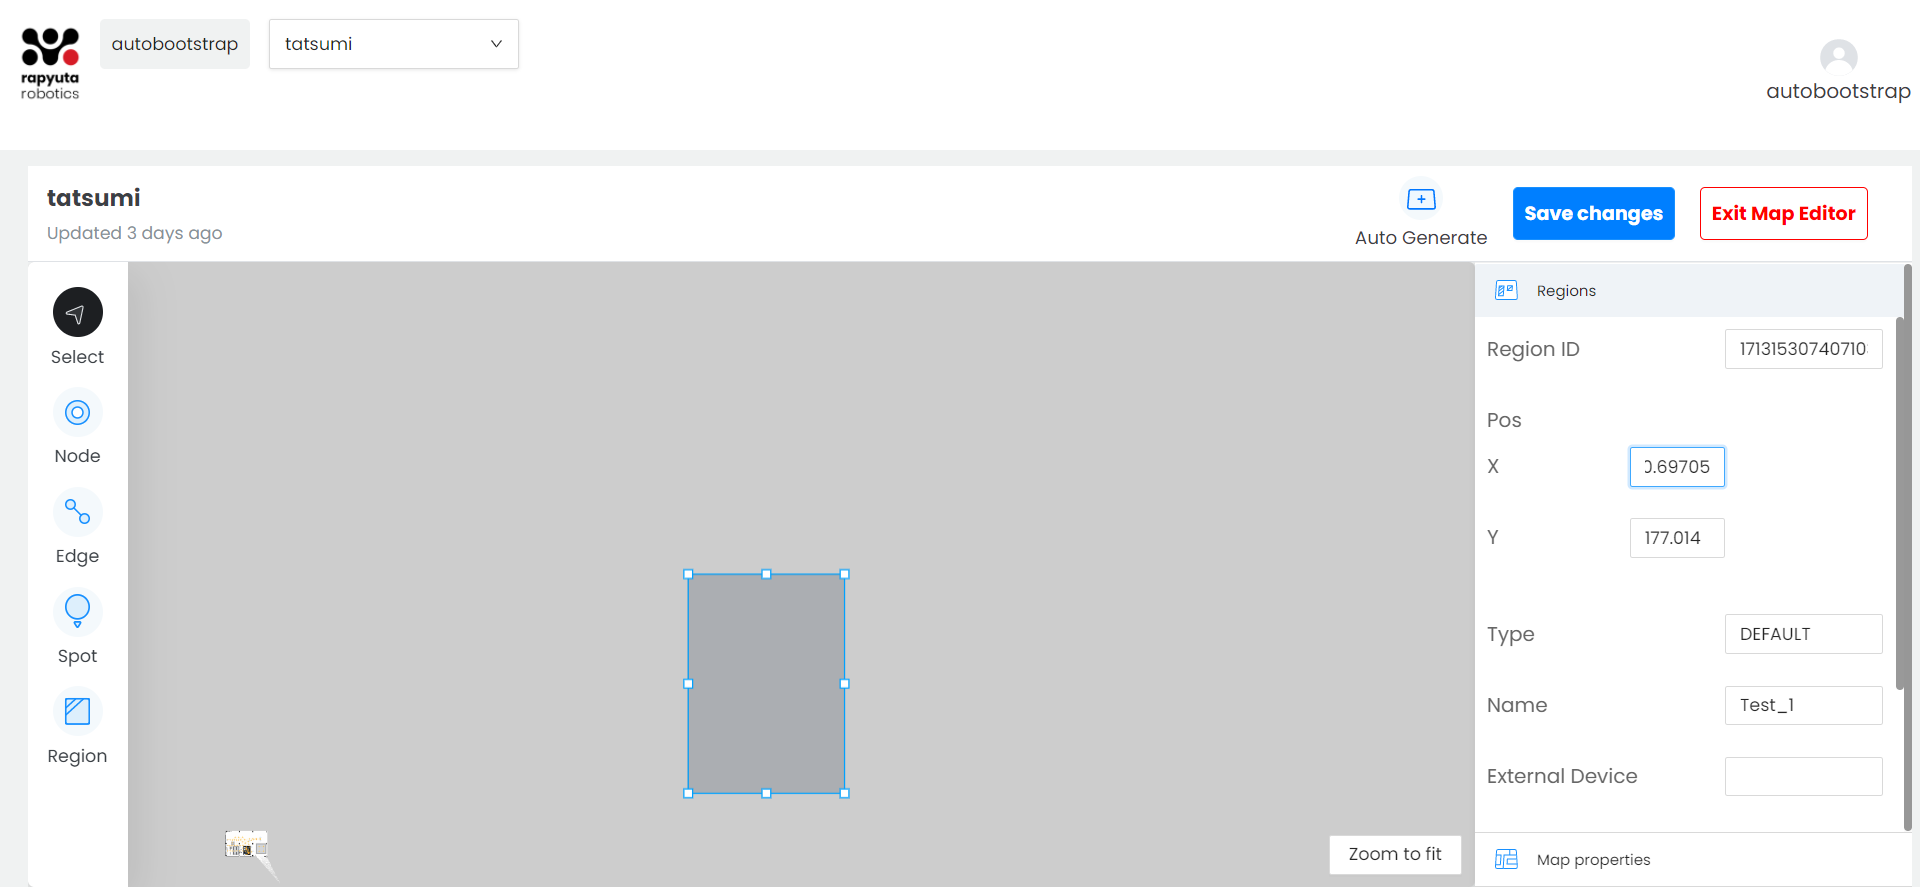 rapyuta
robotics
autobootstrap
tatsumi
autobootstrap
tatsumi
Updated 3 days ago
Auto Generate
Save changes
Exit Map Editor
Select
Node
Edge
Spot
Region
Zoom to fit
Regions
Region ID
1713153074071
Pos
X
0.69705
Y
177.014
Type
DEFAULT
Name
Test_1
External Device
Map properties